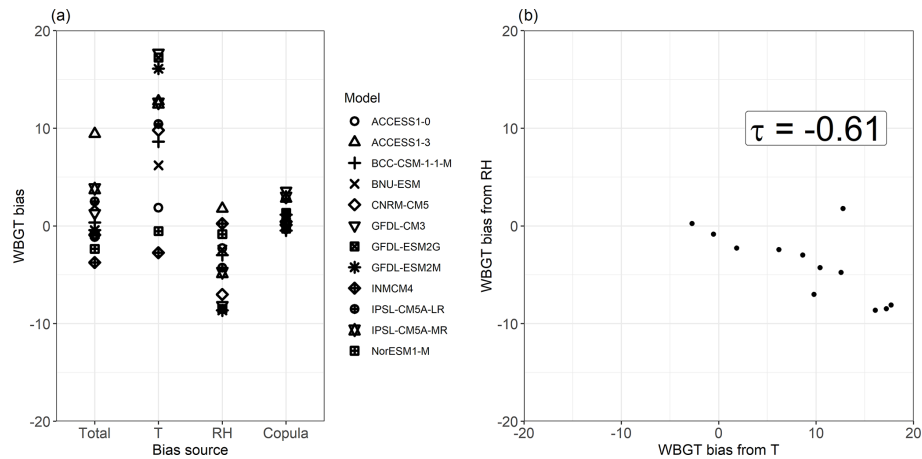 (a)
20
10
0
-10
-20
WBGT bias
Total
T
RH
Copula
Bias source
Model
ACCESS1-0
ACCESS1-3
BCC-CSM-1-1-M
BNU-ESM
CNRM-CM5
GFDL-CM3
GFDL-ESM2G
GFDL-ESM2M
INMCM4
IPSL-CM5A-LR
IPSL-CM5A-MR
NorESM1-M
(b)
20
10
0
-10
-20
WBGT bias from RH
τ = -0.61
-20
-10
0
10
20
WBGT bias from T